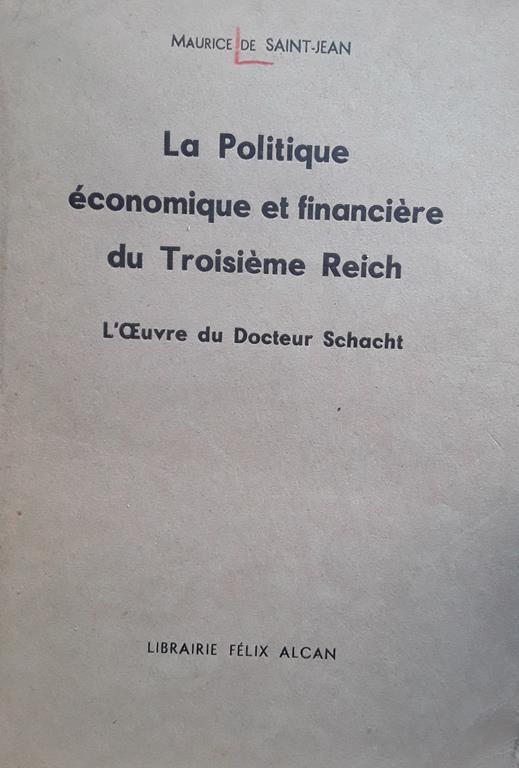 MAURICE DE SAINT-JEAN
La Politique
économique et financière
du Troisième Reich
L'Œuvre du Docteur Schacht
LIBRAIRIE FÉLIX ALCAN